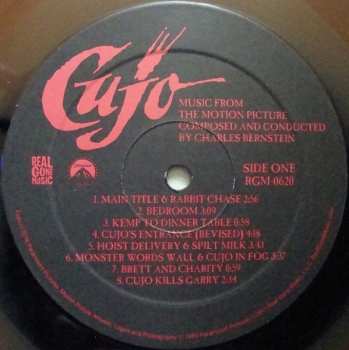 Cujo
MUSIC FROM
THE MOTION PICTURE
COMPOSED AND CONDUCTED
BY CHARLES BERNSTEIN
REAL
GONE
MUSIC
SIDE ONE
RGM-0620
1. MAIN TITLE & RABBIT CHASE 2:56
2. BEDROOM 3:09
3. KEMP TO DINNER TABLE 0:58
4. CUJO'S ENTRANCE [REVISED] 4:18
5. HOIST DELIVERY & SPILT MILK 3:43
6. MONSTER WORDS WALL & CUJO IN FOG 3:37
7. BRETT AND CHARITY 0:59
8. CUJO KILLS GARRY 2:14